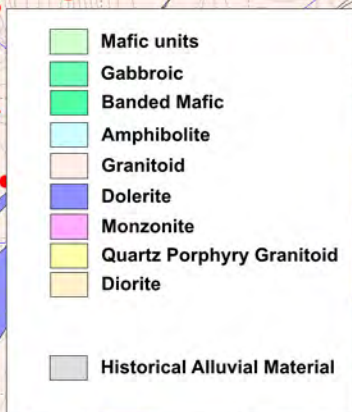 Mafic units
Gabbroic
Banded Mafic
Amphibolite
Granitoid
Dolerite
Monzonite
Quartz Porphyry Granitoid
Diorite
Historical Alluvial Material